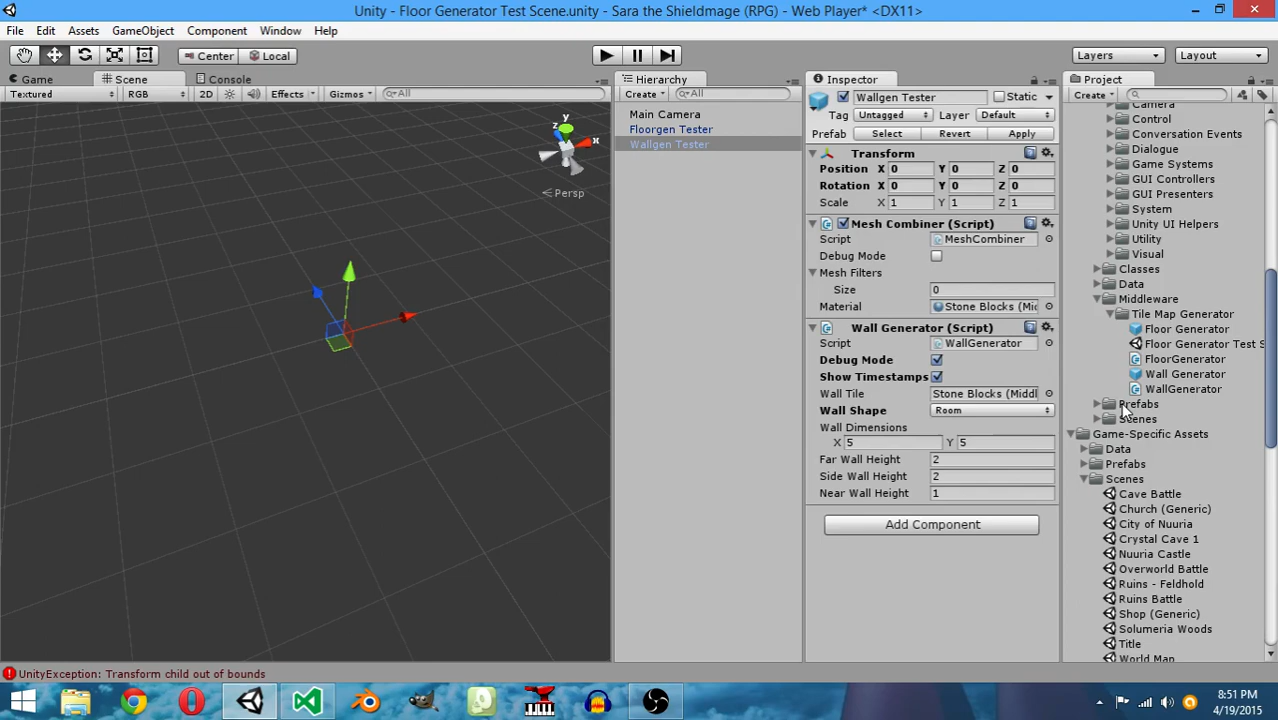 Unity - Floor Generator Test Scene.unity - Sara the Shieldmage (RPG) - Web Player* <DX11>
File Edit Assets GameObject Component Window Help
Center Local Layers Layout
Game Scene Console
Textured RGB 2D Effects Gizmos All
y
z x
Persp
Hierarchy
Create All
Main Camera
Floorgen Tester
Wallgen Tester
Inspector
Wallgen Tester Static
Tag Untagged Layer Default
Prefab Select Revert Apply
Transform
Position X 0 Y 0 Z 0
Rotation X 0 Y 0 Z 0
Scale X 1 Y 1 Z 1
Mesh Combiner (Script)
Script MeshCombiner
Debug Mode
Mesh Filters
Size 0
Material Stone Blocks (Mic
Wall Generator (Script)
Script WallGenerator
Debug Mode
Show Timestamps
Wall Tile Stone Blocks (Middl
Wall Shape Room
Wall Dimensions
X 5 Y 5
Far Wall Height 2
Side Wall Height 2
Near Wall Height 1
Add Component
Project
Create
Camera
Control
Conversation Events
Dialogue
Game Systems
GUI Controllers
GUI Presenters
System
Unity UI Helpers
Utility
Visual
Classes
Data
Middleware
Tile Map Generator
Floor Generator
Floor Generator Test S
FloorGenerator
Wall Generator
WallGenerator
Prefabs
Scenes
Game-Specific Assets
Data
Prefabs
Scenes
Cave Battle
Church (Generic)
City of Nuuria
Crystal Cave 1
Nuuria Castle
Overworld Battle
Ruins - Feldhold
Ruins Battle
Shop (Generic)
Solumeria Woods
Title
World Map
UnityException: Transform child out of bounds
8:51 PM
4/19/2015